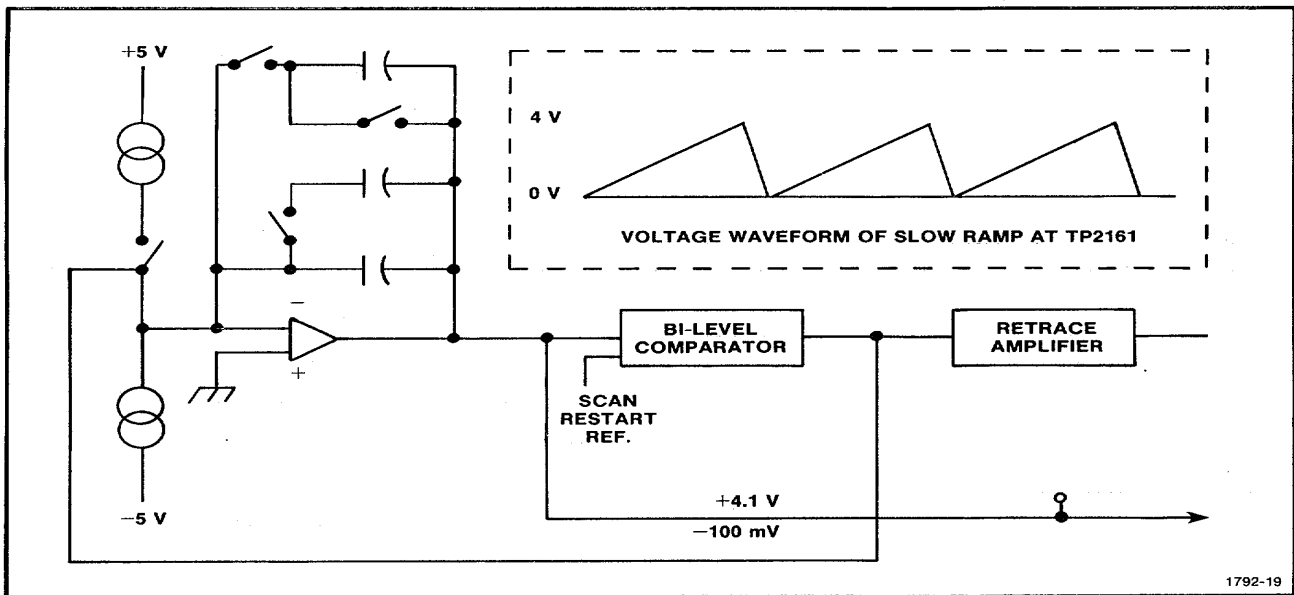 +5 V
4 V
0 V
VOLTAGE WAVEFORM OF SLOW RAMP AT TP2161
−
+
BI-LEVEL
COMPARATOR
RETRACE
AMPLIFIER
SCAN
RESTART
REF.
−5 V
+4.1 V
−100 mV
1792-19